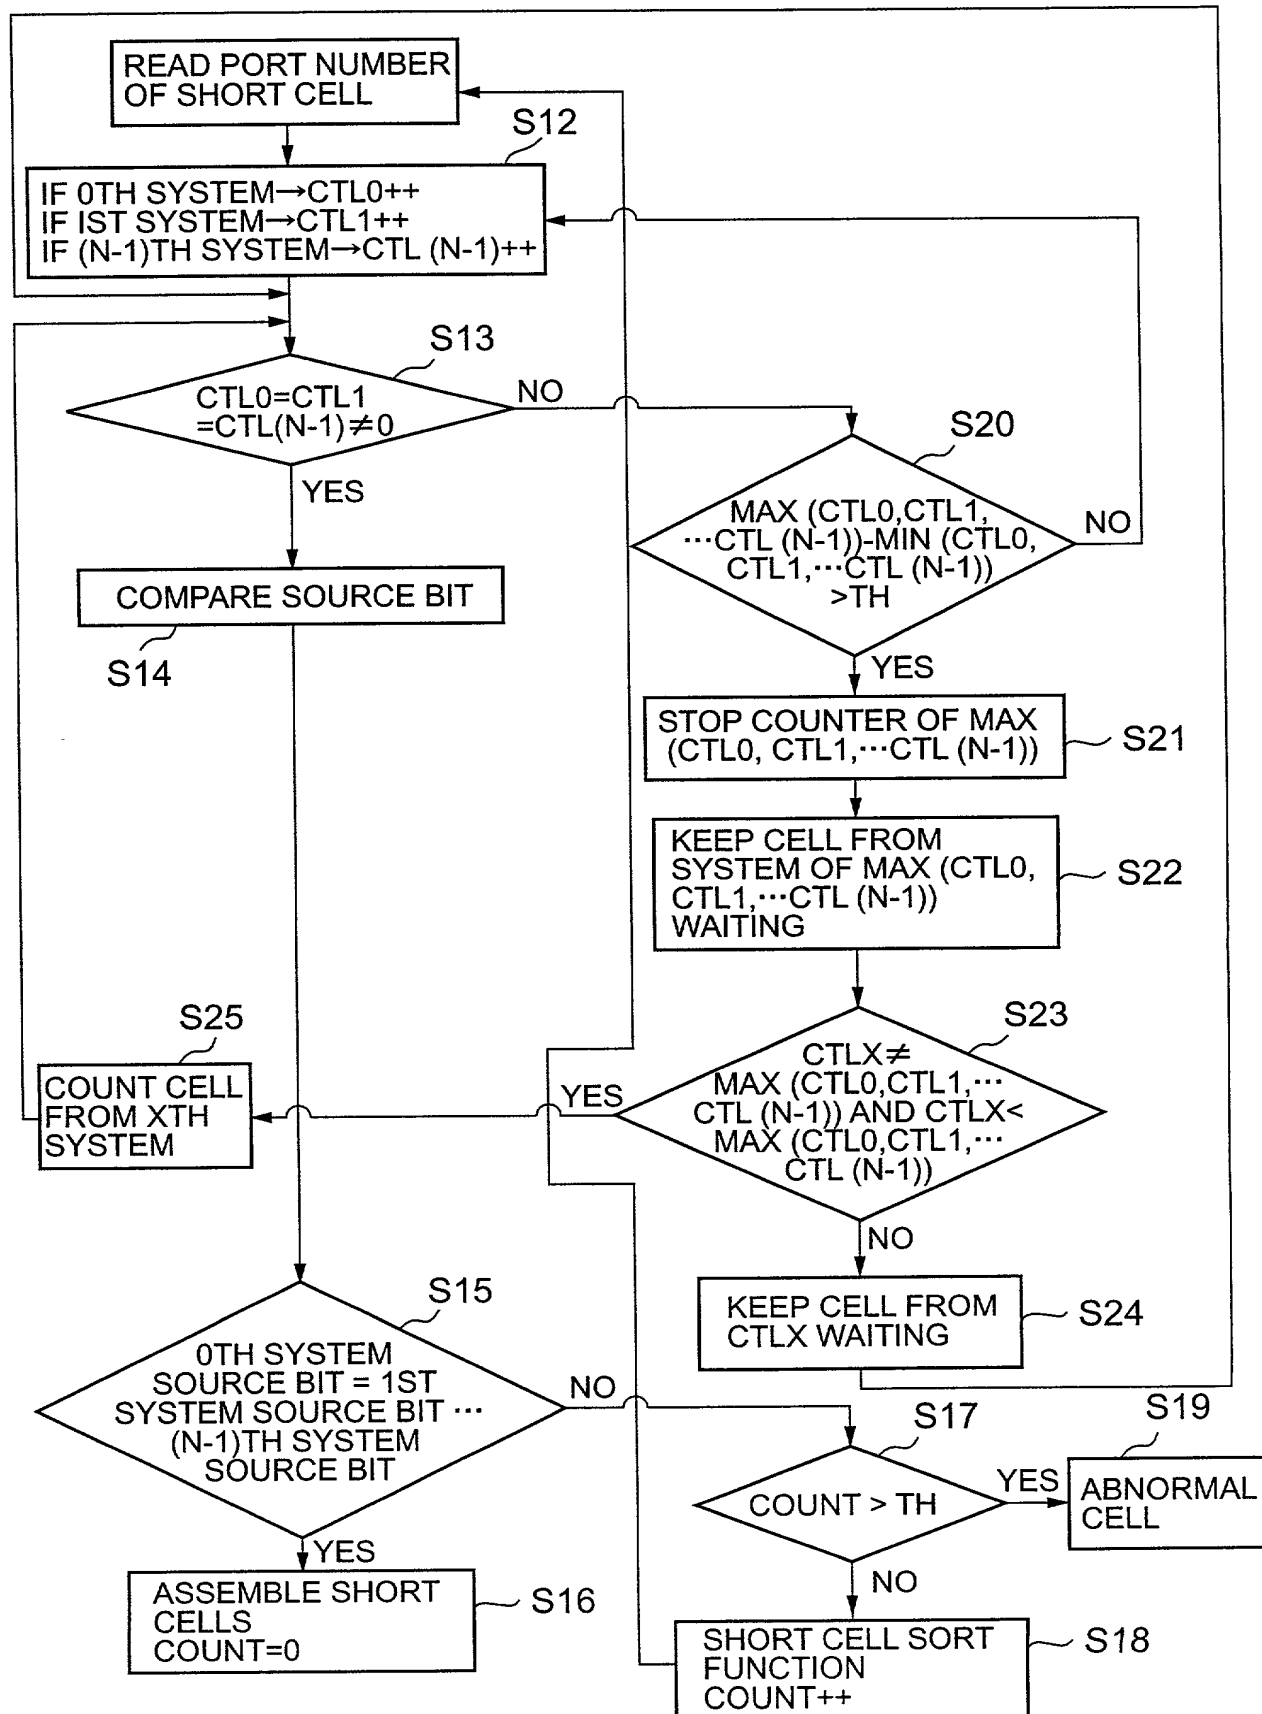 READ PORT NUMBER
OF SHORT CELL
S12
IF 0TH SYSTEM→CTL0++
IF IST SYSTEM→CTL1++
IF (N-1)TH SYSTEM→CTL (N-1)++
S13
CTL0=CTL1
=CTL(N-1)≠0
NO
YES
S20
MAX (CTL0,CTL1,
···CTL (N-1))-MIN (CTL0,
CTL1,···CTL (N-1))
>TH
NO
YES
COMPARE SOURCE BIT
S14
STOP COUNTER OF MAX
(CTL0, CTL1,···CTL (N-1))
S21
KEEP CELL FROM
SYSTEM OF MAX (CTL0,
CTL1,···CTL (N-1))
WAITING
S22
S23
CTLX≠
MAX (CTL0,CTL1,···
CTL (N-1)) AND CTLX<
MAX (CTL0,CTL1,···
CTL (N-1))
YES
NO
S25
COUNT CELL
FROM XTH
SYSTEM
KEEP CELL FROM
CTLX WAITING
S24
S15
0TH SYSTEM
SOURCE BIT = 1ST
SYSTEM SOURCE BIT ···
(N-1)TH SYSTEM
SOURCE BIT
NO
YES
S17
COUNT > TH
YES
NO
S19
ABNORMAL
CELL
ASSEMBLE SHORT
CELLS
COUNT=0
S16
SHORT CELL SORT
FUNCTION
COUNT++
S18